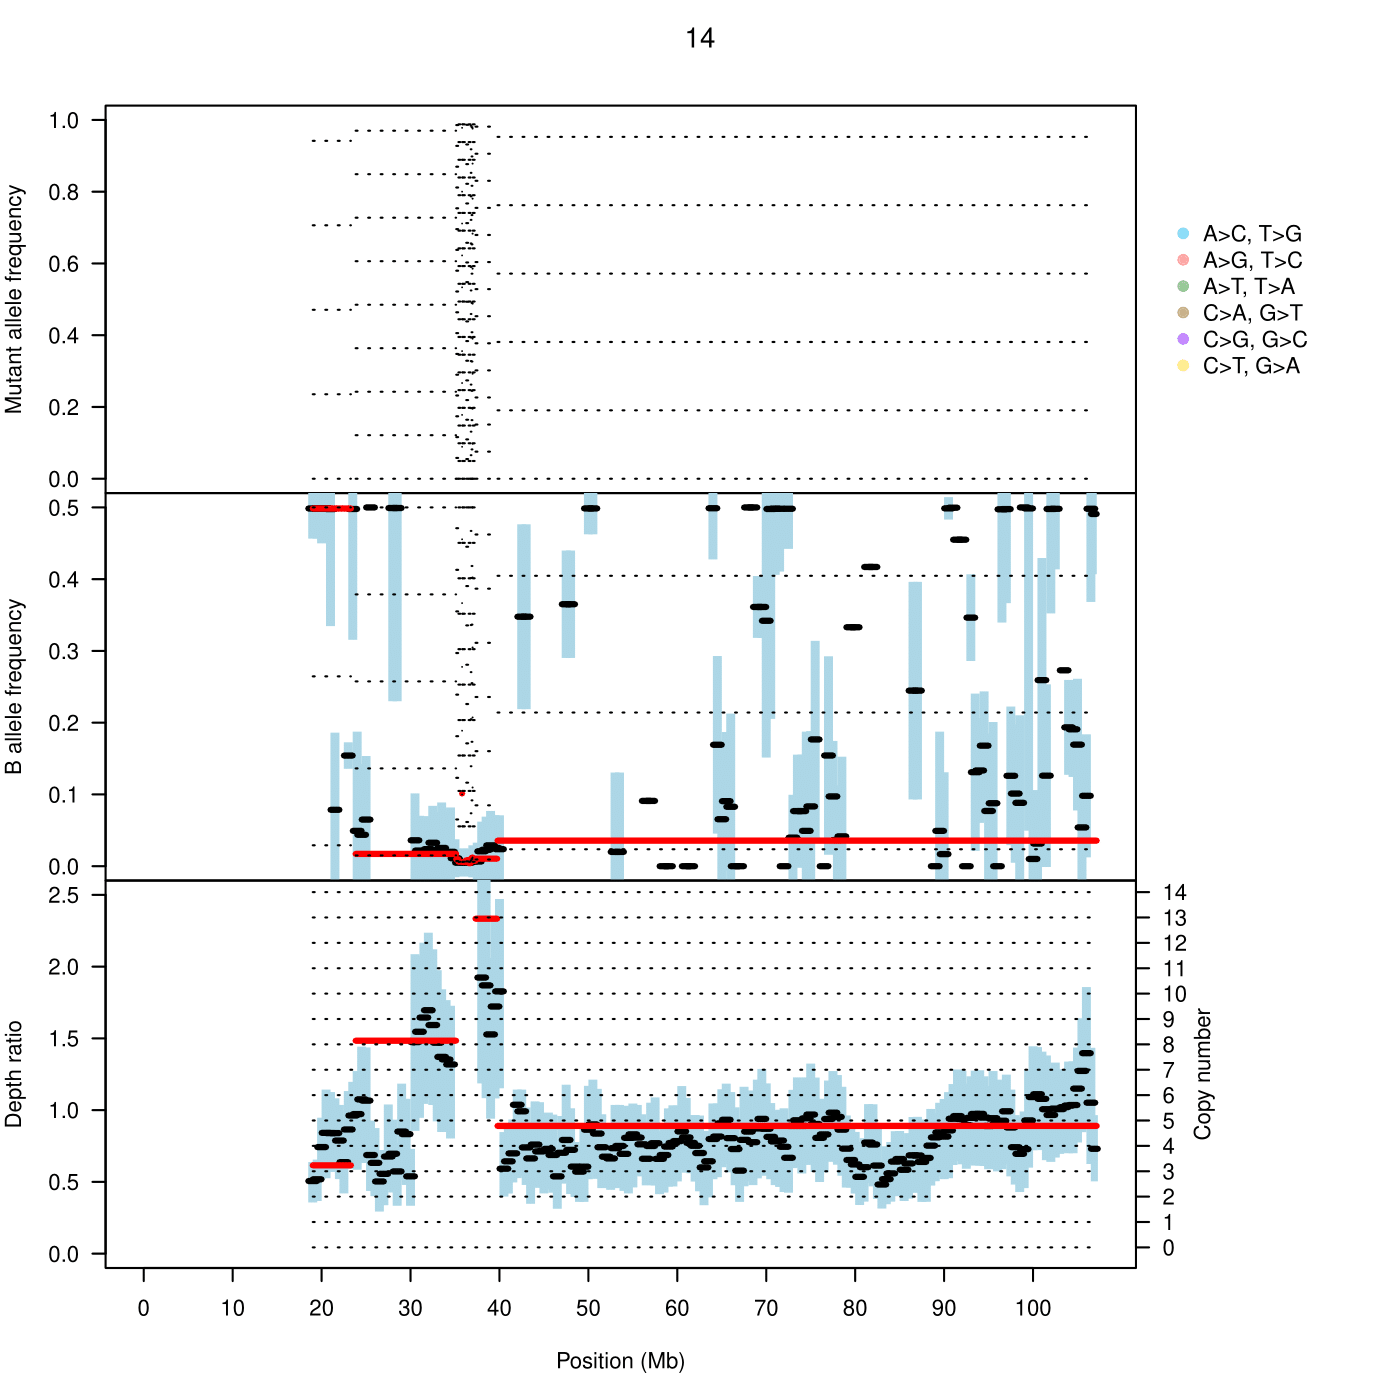 14
Mutant allele frequency
1.0
0.8
0.6
0.4
0.2
0.0
A>C, T>G
A>G, T>C
A>T, T>A
C>A, G>T
C>G, G>C
C>T, G>A
B allele frequency
0.5
0.4
0.3
0.2
0.1
0.0
Depth ratio
2.5
2.0
1.5
1.0
0.5
0.0
14
13
12
11
10
9
8
7
6
5
4
3
2
1
0
Copy number
0 10 20 30 40 50 60 70 80 90 100
Position (Mb)